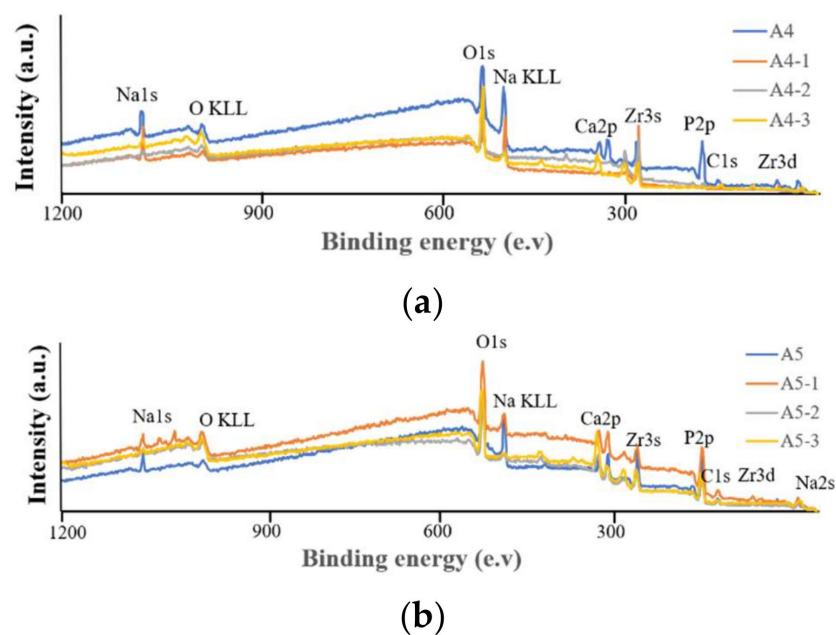 Intensity (a.u.)
Na1s
O KLL
O1s
Na KLL
Ca2p
Zr3s
P2p
C1s
Zr3d
A4
A4-1
A4-2
A4-3
1200
900
600
300
Binding energy (e.v)
(a)
Intensity (a.u.)
Na1s
O KLL
O1s
Na KLL
Ca2p
Zr3s
P2p
C1s
Zr3d
Na2s
A5
A5-1
A5-2
A5-3
1200
900
600
300
Binding energy (e.v)
(b)